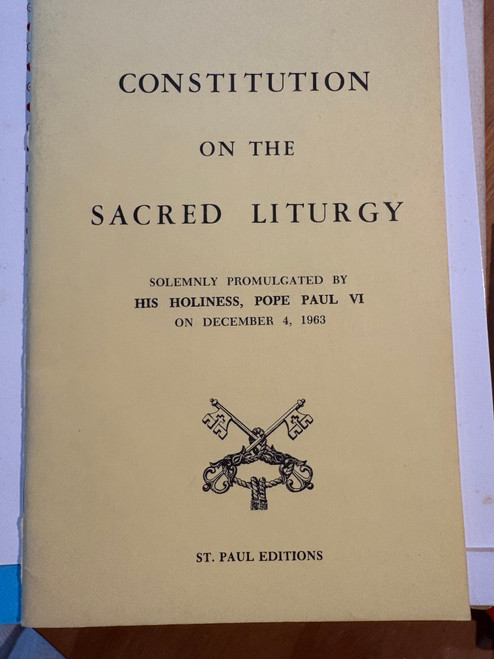 CONSTITUTION
ON THE
SACRED LITURGY
SOLEMNLY PROMULGATED BY
HIS HOLINESS, POPE PAUL VI
ON DECEMBER 4, 1963
ST. PAUL EDITIONS